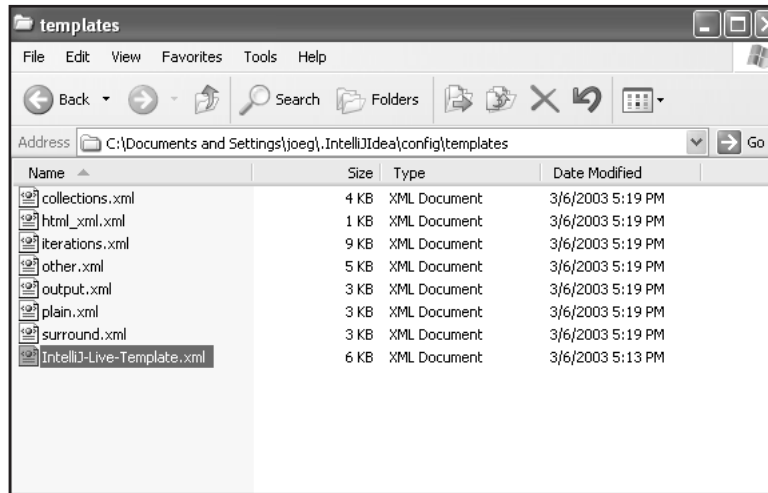 templates
File Edit View Favorites Tools Help
Back Search Folders
Address C:\Documents and Settings\joeg\.IntelliJIdea\config\templates Go
Name Size Type Date Modified
collections.xml 4 KB XML Document 3/6/2003 5:19 PM
html_xml.xml 1 KB XML Document 3/6/2003 5:19 PM
iterations.xml 9 KB XML Document 3/6/2003 5:19 PM
other.xml 5 KB XML Document 3/6/2003 5:19 PM
output.xml 3 KB XML Document 3/6/2003 5:19 PM
plain.xml 3 KB XML Document 3/6/2003 5:19 PM
surround.xml 3 KB XML Document 3/6/2003 5:19 PM
IntelliJ-Live-Template.xml 6 KB XML Document 3/6/2003 5:13 PM